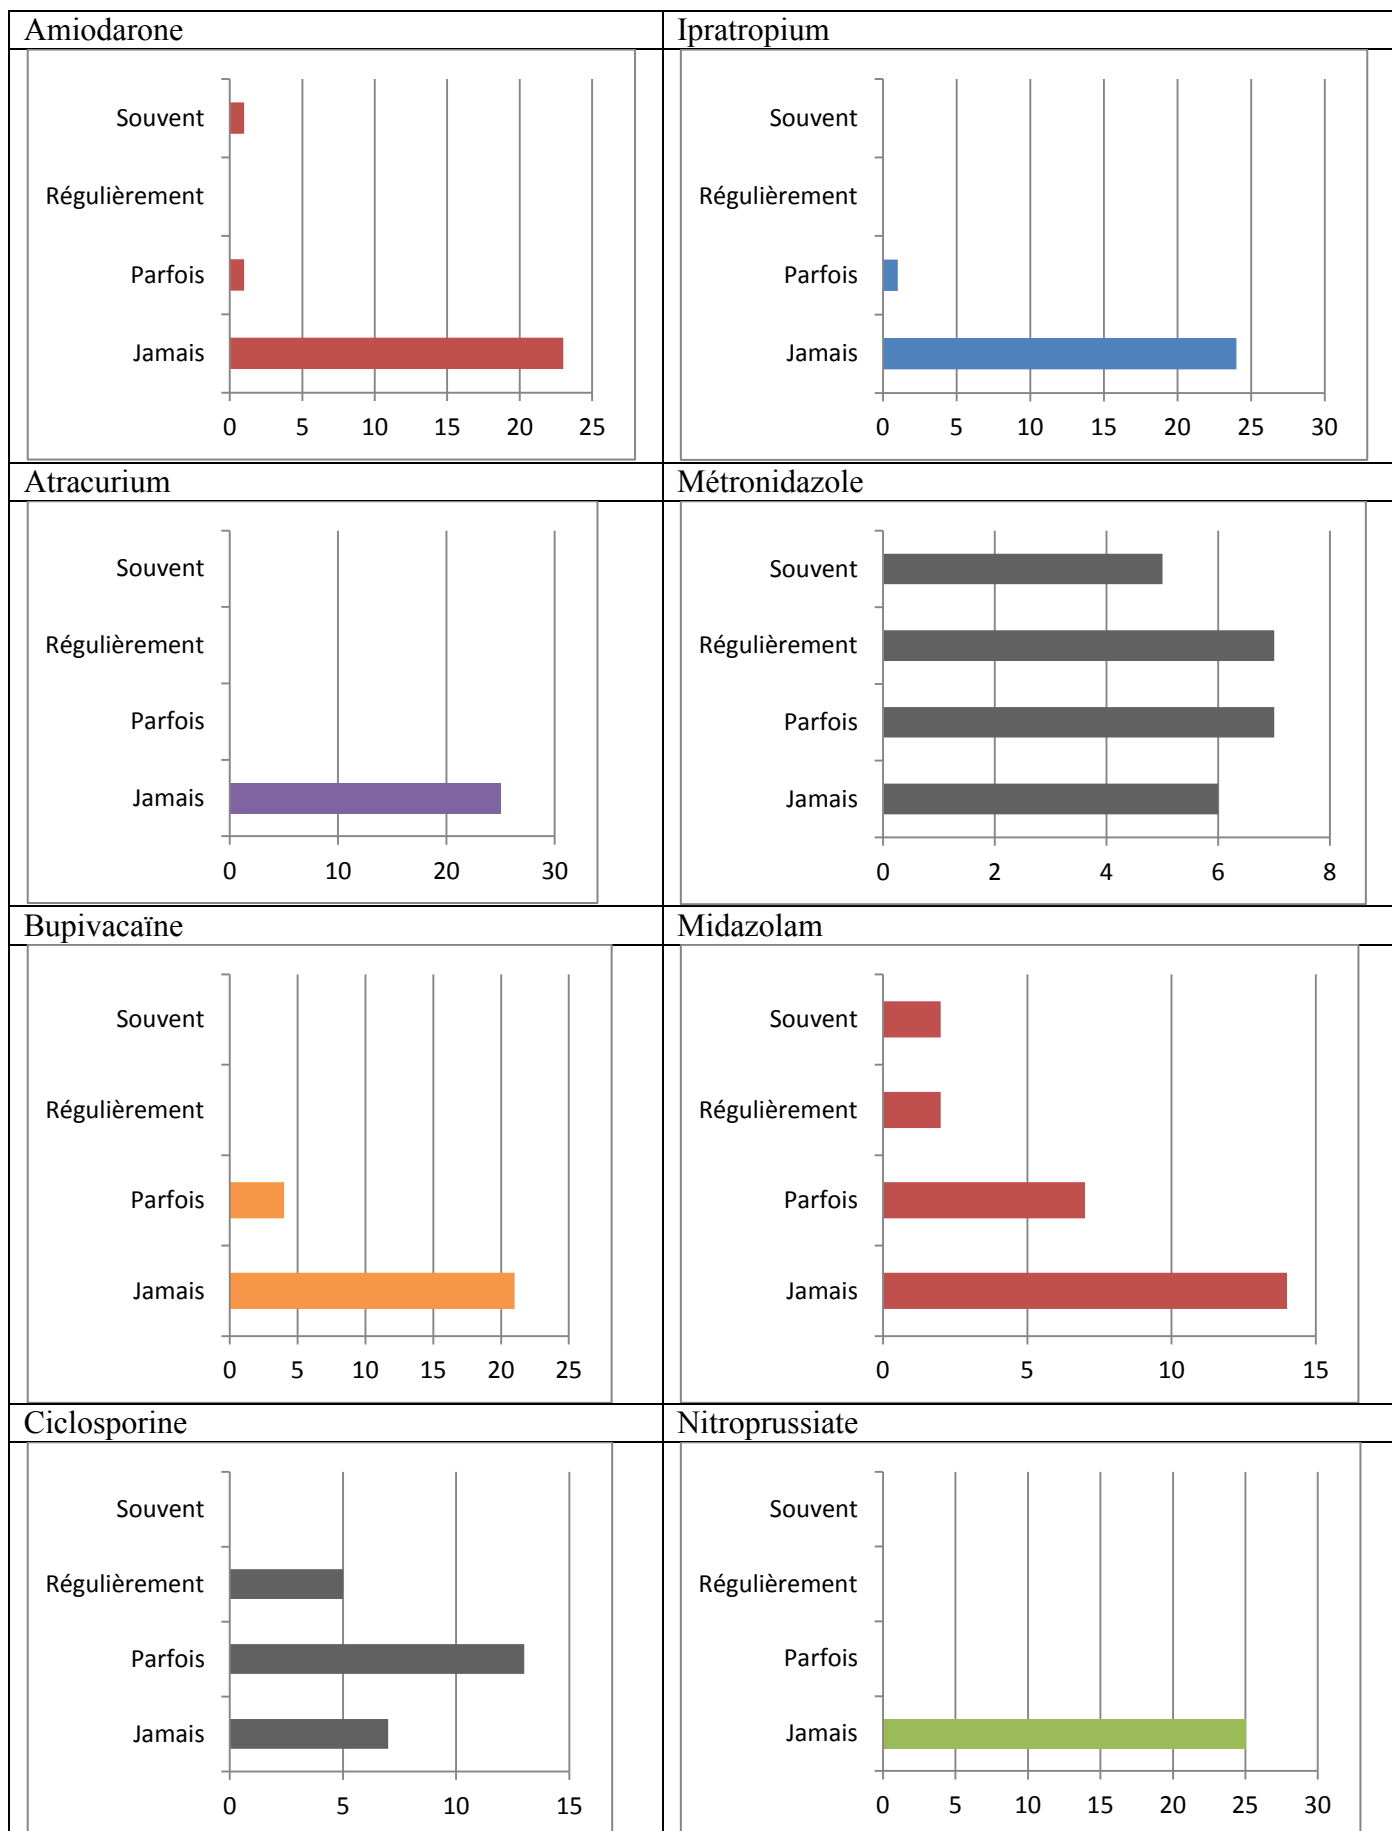 Amiodarone
Souvent
Régulièrement
Parfois
Jamais
0 5 10 15 20 25
Ipratropium
Souvent
Régulièrement
Parfois
Jamais
0 5 10 15 20 25 30
Atracurium
Souvent
Régulièrement
Parfois
Jamais
0 10 20 30
Métronidazole
Souvent
Régulièrement
Parfois
Jamais
0 2 4 6 8
Bupivacaïne
Souvent
Régulièrement
Parfois
Jamais
0 5 10 15 20 25
Midazolam
Souvent
Régulièrement
Parfois
Jamais
0 5 10 15
Ciclosporine
Souvent
Régulièrement
Parfois
Jamais
0 5 10 15
Nitroprussiate
Souvent
Régulièrement
Parfois
Jamais
0 5 10 15 20 25 30